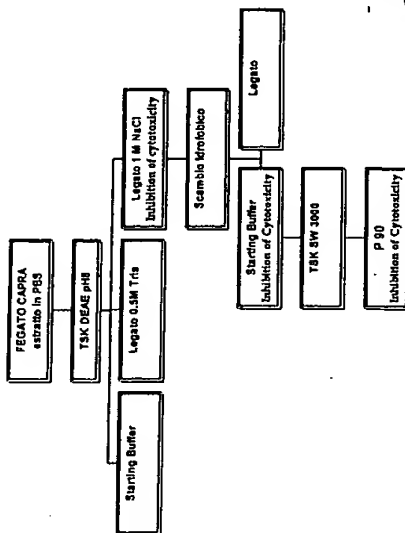 FEGATO CAPRA
estratto in PBS
TSK DEAE pH8
Starting Buffer
Legato 0.5M Tris
Legato 1 M NaCl
Inhibition of cytotoxicity
Scambio Idrofobico
Starting Buffer
Inhibition of Cytotoxicity
Legato
TSK SW 3000
P 90
Inhibition of Cytotoxicity